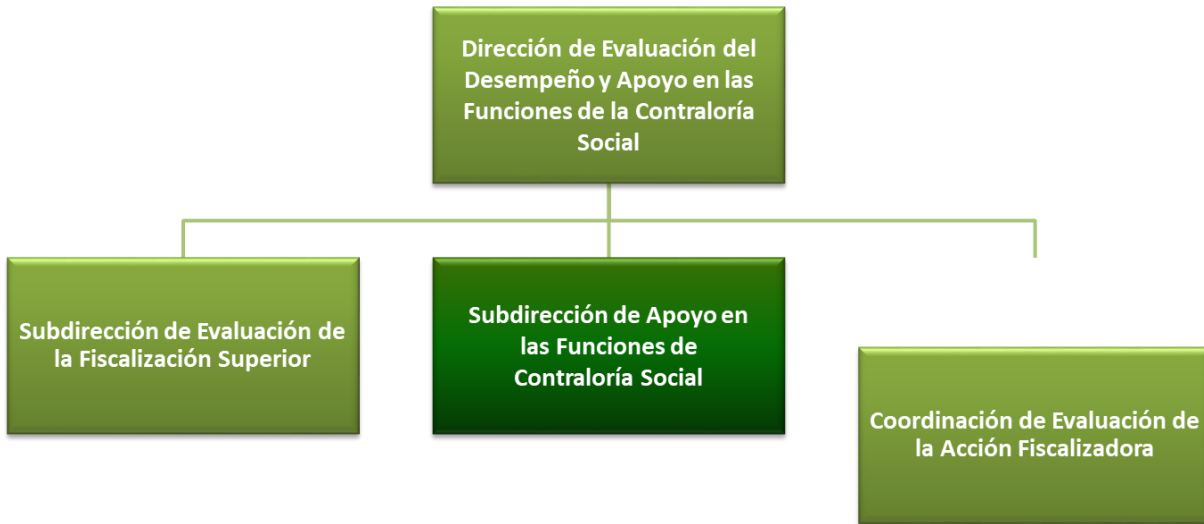 Dirección de Evaluación del
Desempeño y Apoyo en las
Funciones de la Contraloría
Social
Subdirección de Evaluación de
la Fiscalización Superior
Subdirección de Apoyo en
las Funciones de
Contraloría Social
Coordinación de Evaluación de
la Acción Fiscalizadora